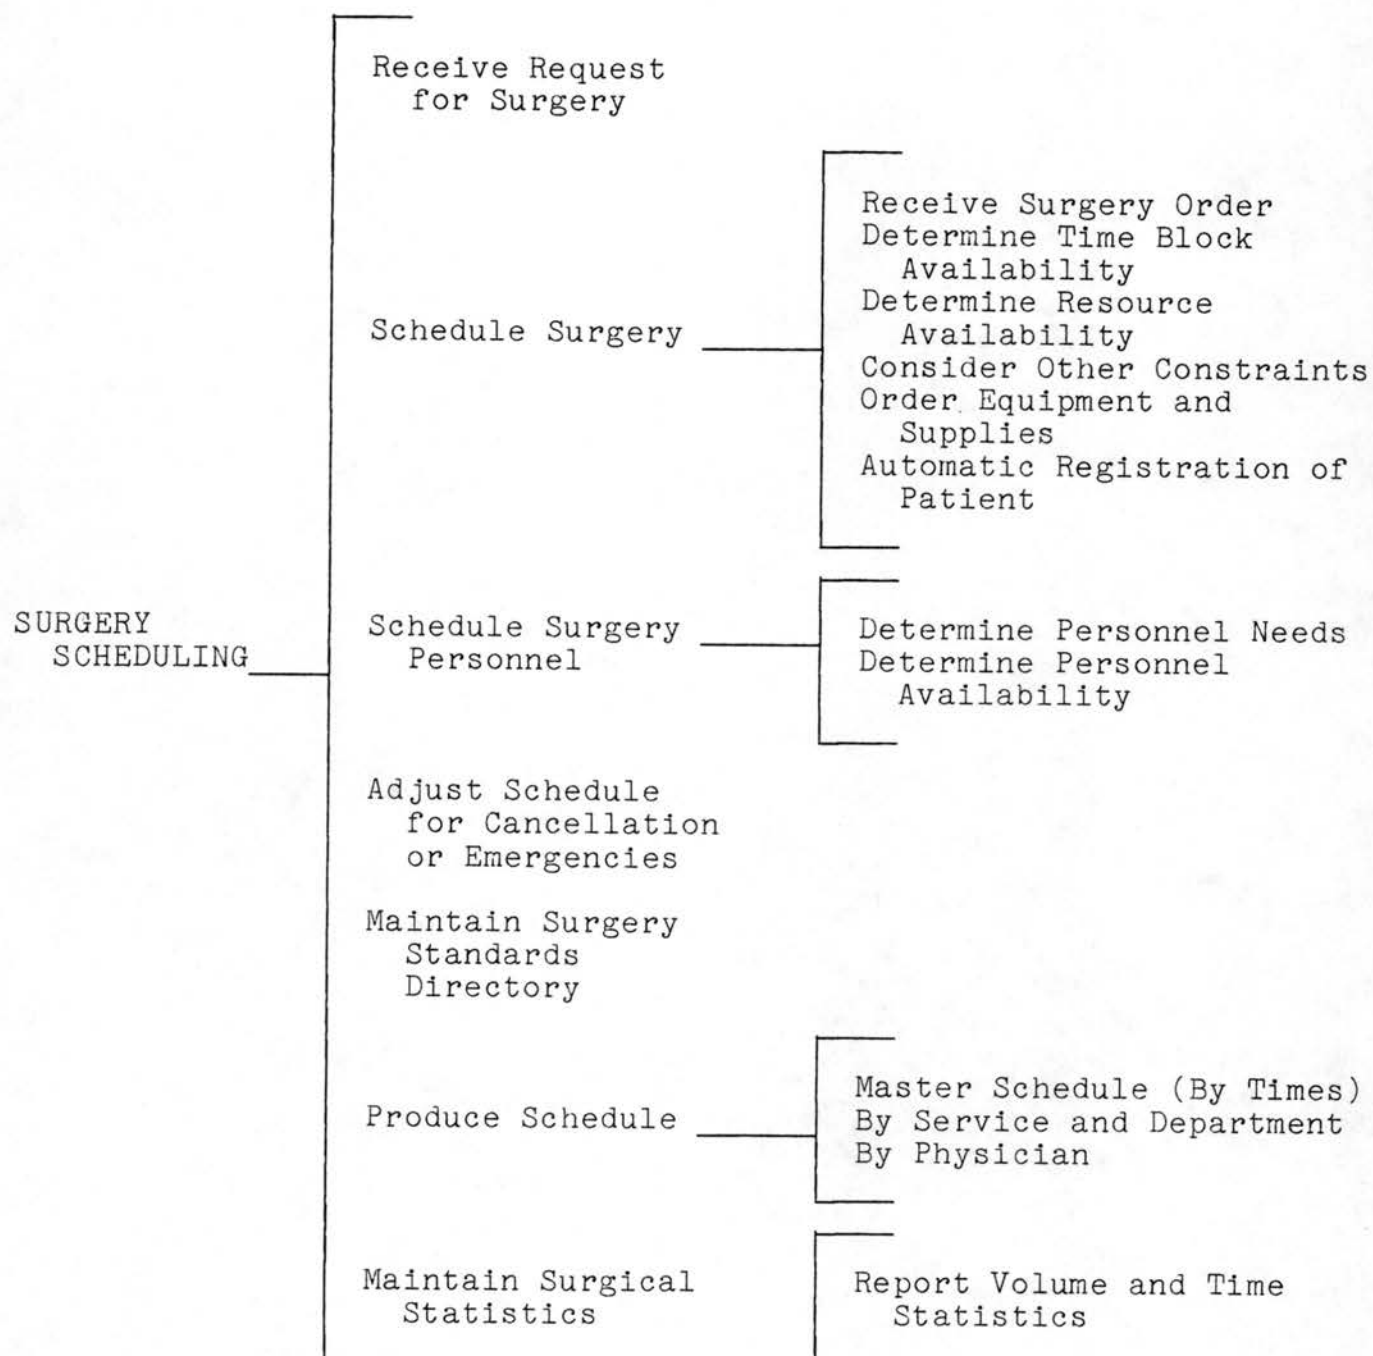 Receive Request
for Surgery
Receive Surgery Order
Determine Time Block
Availability
Determine Resource
Availability
Schedule Surgery
Consider Other Constraints
Order Equipment and
Supplies
Automatic Registration of
Patient
SURGERY
SCHEDULING
Schedule Surgery
Personnel
Determine Personnel Needs
Determine Personnel
Availability
Adjust Schedule
for Cancellation
or Emergencies
Maintain Surgery
Standards
Directory
Produce Schedule
Master Schedule (By Times)
By Service and Department
By Physician
Maintain Surgical
Statistics
Report Volume and Time
Statistics